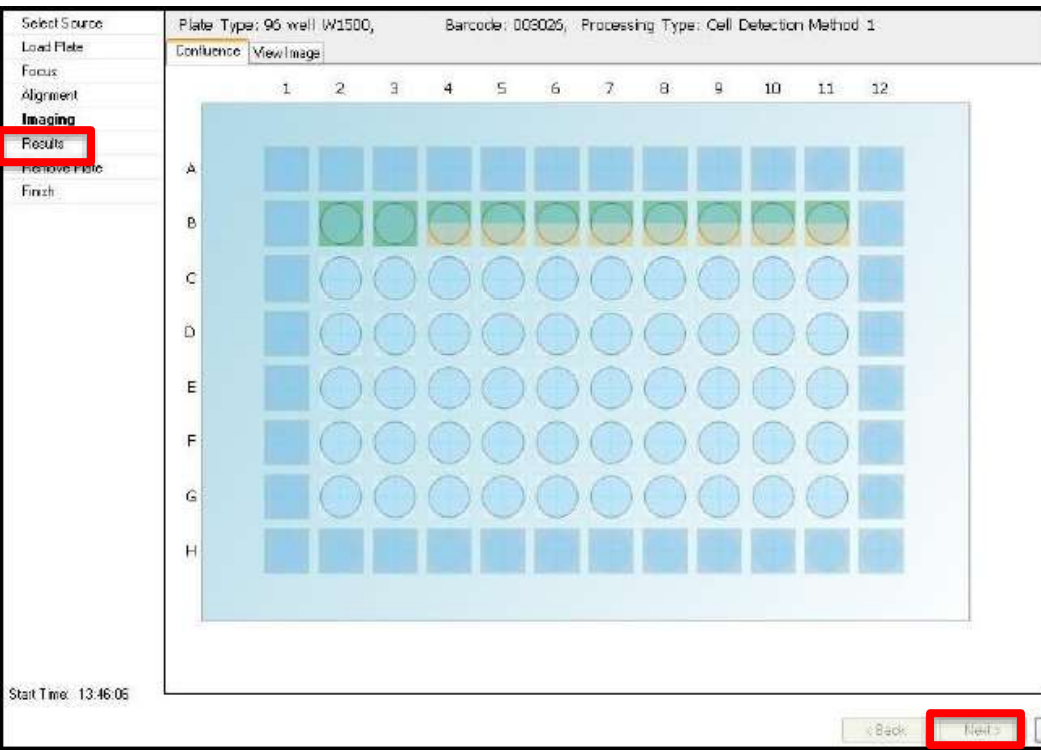 Select Source
Load Plate
Focus
Alignment
Imaging
Results
Remove Plate
Finish
Plate Type: 96 well W1500, Barcode: 003026, Processing Type: Cell Detection Method 1
Confluence View Image
1 2 3 4 5 6 7 8 9 10 11 12
A
B
C
D
E
F
G
H
Start Time: 13:46:06
< Back Next >